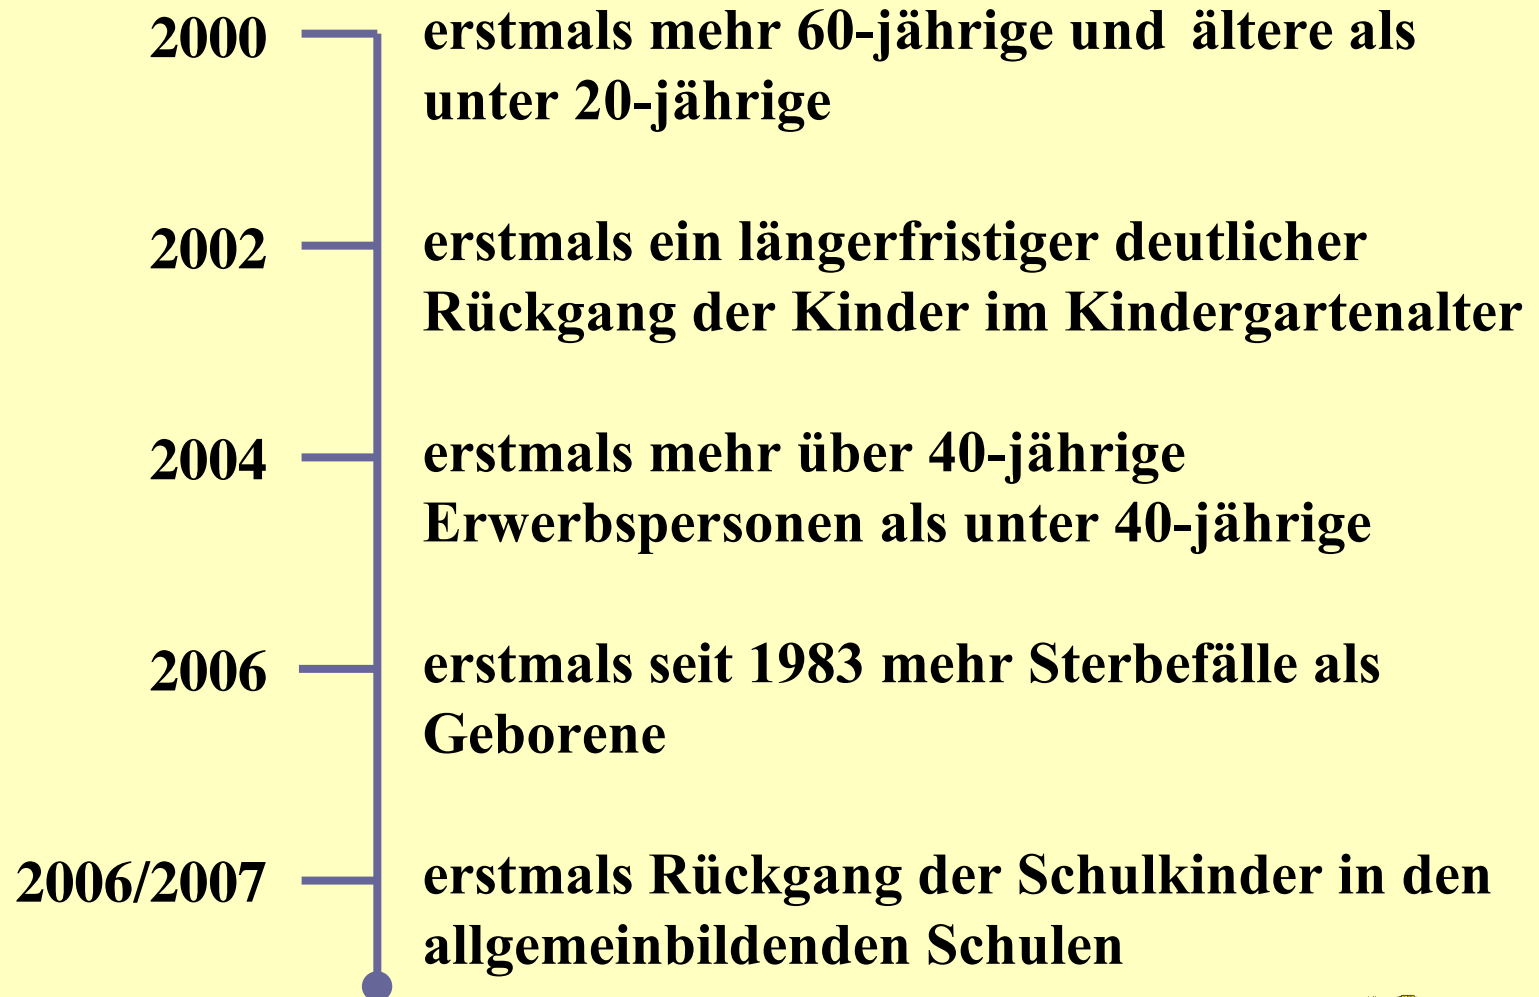 2000 erstmals mehr 60-jährige und ältere als
unter 20-jährige
2002 erstmals ein längerfristiger deutlicher
Rückgang der Kinder im Kindergartenalter
2004 erstmals mehr über 40-jährige
Erwerbspersonen als unter 40-jährige
2006 erstmals seit 1983 mehr Sterbefälle als
Geborene
2006/2007 erstmals Rückgang der Schulkinder in den
allgemeinbildenden Schulen